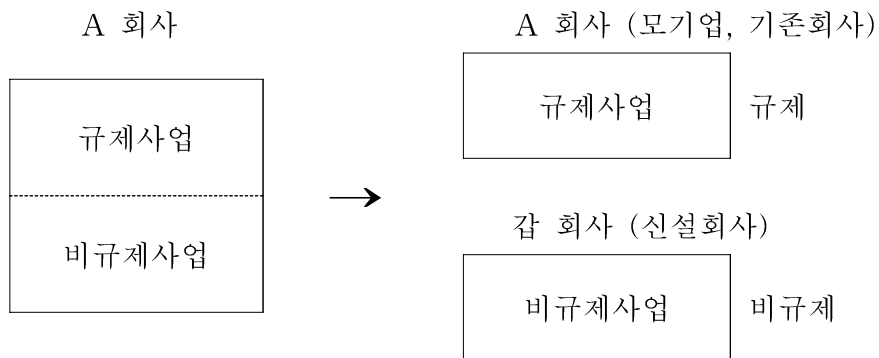 A 회사
규제사업
비규제사업
→
A 회사 (모기업, 기존회사)
규제사업 규제
갑 회사 (신설회사)
비규제사업 비규제